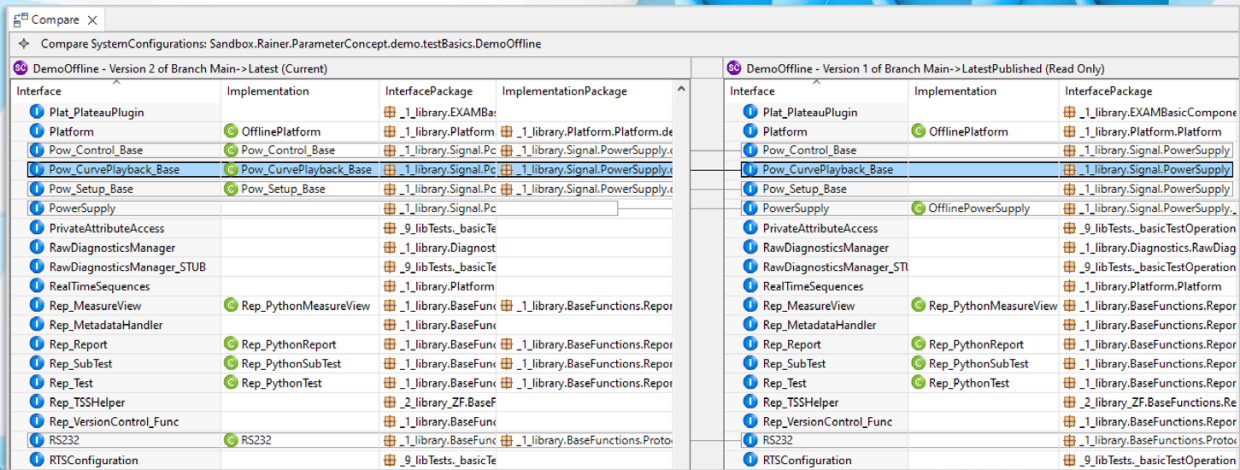 Compare
Compare SystemConfigurations: Sandbox.Rainer.ParameterConcept.demo.testBasics.DemoOffline
DemoOffline - Version 2 of Branch Main->Latest (Current)
DemoOffline - Version 1 of Branch Main->LatestPublished (Read Only)
Interface Implementation InterfacePackage ImplementationPackage
Interface Implementation InterfacePackage
Plat_PlateauPlugin _1_library.EXAMBas
Plat_PlateauPlugin _1_library.EXAMBasicCompone
Platform OfflinePlatform _1_library.Platform _1_library.Platform.Platform.de
Platform OfflinePlatform _1_library.Platform.Platform
Pow_Control_Base Pow_Control_Base _1_library.Signal.Pc _1_library.Signal.PowerSupply.c
Pow_Control_Base _1_library.Signal.PowerSupply
Pow_CurvePlayback_Base Pow_CurvePlayback_Base _1_library.Signal.Pc _1_library.Signal.PowerSupply.c
Pow_CurvePlayback_Base _1_library.Signal.PowerSupply
Pow_Setup_Base Pow_Setup_Base _1_library.Signal.Pc _1_library.Signal.PowerSupply.c
Pow_Setup_Base _1_library.Signal.PowerSupply
PowerSupply _1_library.Signal.Pc
PowerSupply OfflinePowerSupply _1_library.Signal.PowerSupply._
PrivateAttributeAccess _9_libTests._basicTe
PrivateAttributeAccess _9_libTests._basicTestOperation
RawDiagnosticsManager _1_library.Diagnost
RawDiagnosticsManager _1_library.Diagnostics.RawDiag
RawDiagnosticsManager_STUB _9_libTests._basicTe
RawDiagnosticsManager_STU _9_libTests._basicTestOperation
RealTimeSequences _1_library.Platform
RealTimeSequences _1_library.Platform.Platform
Rep_MeasureView Rep_PythonMeasureView _1_library.BaseFunc _1_library.BaseFunctions.Repor
Rep_MeasureView Rep_PythonMeasureView _1_library.BaseFunctions.Repor
Rep_MetadataHandler _1_library.BaseFunc
Rep_MetadataHandler _1_library.BaseFunctions.Repor
Rep_Report Rep_PythonReport _1_library.BaseFunc _1_library.BaseFunctions.Repor
Rep_Report Rep_PythonReport _1_library.BaseFunctions.Repor
Rep_SubTest Rep_PythonSubTest _1_library.BaseFunc _1_library.BaseFunctions.Repor
Rep_SubTest Rep_PythonSubTest _1_library.BaseFunctions.Repor
Rep_Test Rep_PythonTest _1_library.BaseFunc _1_library.BaseFunctions.Repor
Rep_Test Rep_PythonTest _1_library.BaseFunctions.Repor
Rep_TSSHelper _2_library_ZF.BaseF
Rep_TSSHelper _2_library_ZF.BaseFunctions.Re
Rep_VersionControl_Func _1_library.BaseFunc
Rep_VersionControl_Func _1_library.BaseFunctions.Repor
RS232 RS232 _1_library.BaseFunc _1_library.BaseFunctions.Protoc
RS232 _1_library.BaseFunctions.Protoc
RTSConfiguration _9_libTests._basicTe
RTSConfiguration _9_libTests._basicTestOperation